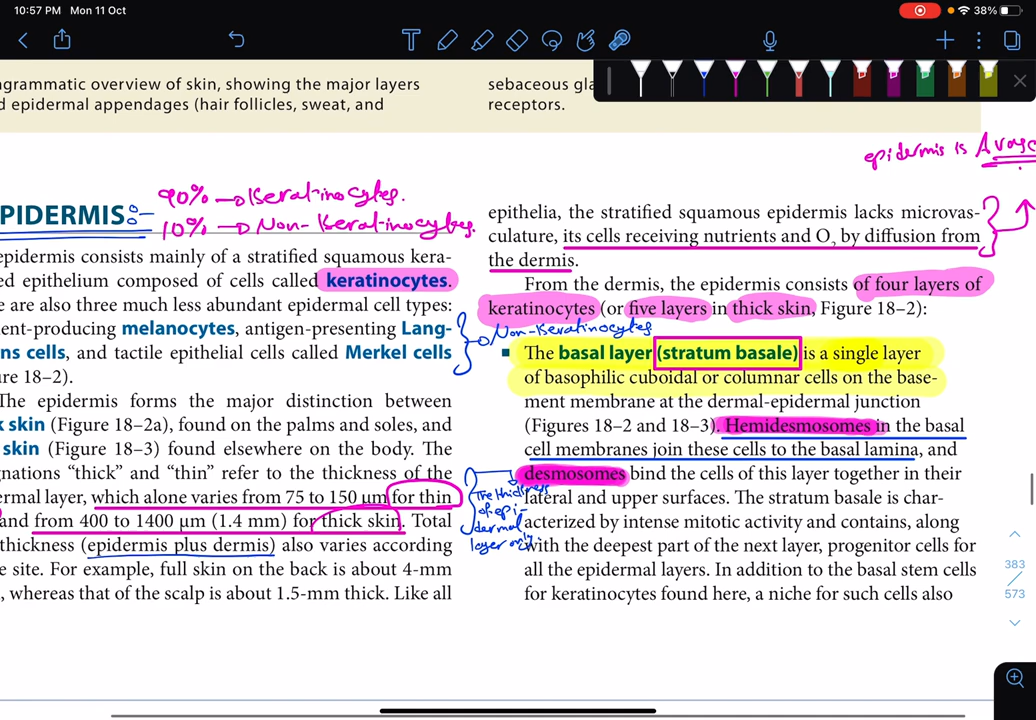 10:57 PM Mon 11 Oct
38%
agrammatic overview of skin, showing the major layers
d epidermal appendages (hair follicles, sweat, and
sebaceous gla
receptors.
epidermis is Avasc
90% → Keratinocytes.
10% → Non-Keratinocytes.
PIDERMIS
epidermis consists mainly of a stratified squamous kera-
ed epithelium composed of cells called keratinocytes.
e are also three much less abundant epidermal cell types:
ent-producing melanocytes, antigen-presenting Lang-
ns cells, and tactile epithelial cells called Merkel cells
ure 18–2).
The epidermis forms the major distinction between
k skin (Figure 18–2a), found on the palms and soles, and
skin (Figure 18–3) found elsewhere on the body. The
gnations “thick” and “thin” refer to the thickness of the
ermal layer, which alone varies from 75 to 150 μm for thin
and from 400 to 1400 μm (1.4 mm) for thick skin. Total
thickness (epidermis plus dermis) also varies according
e site. For example, full skin on the back is about 4-mm
, whereas that of the scalp is about 1.5-mm thick. Like all
Non-Keratinocytes
The thickness
of epi-
dermal
layer only.
epithelia, the stratified squamous epidermis lacks microvas-
culature, its cells receiving nutrients and O2 by diffusion from
the dermis.
From the dermis, the epidermis consists of four layers of
keratinocytes (or five layers in thick skin, Figure 18–2):
■ The basal layer (stratum basale) is a single layer
of basophilic cuboidal or columnar cells on the base-
ment membrane at the dermal-epidermal junction
(Figures 18–2 and 18–3). Hemidesmosomes in the basal
cell membranes join these cells to the basal lamina, and
desmosomes bind the cells of this layer together in their
lateral and upper surfaces. The stratum basale is char-
acterized by intense mitotic activity and contains, along
with the deepest part of the next layer, progenitor cells for
all the epidermal layers. In addition to the basal stem cells
for keratinocytes found here, a niche for such cells also
383
573